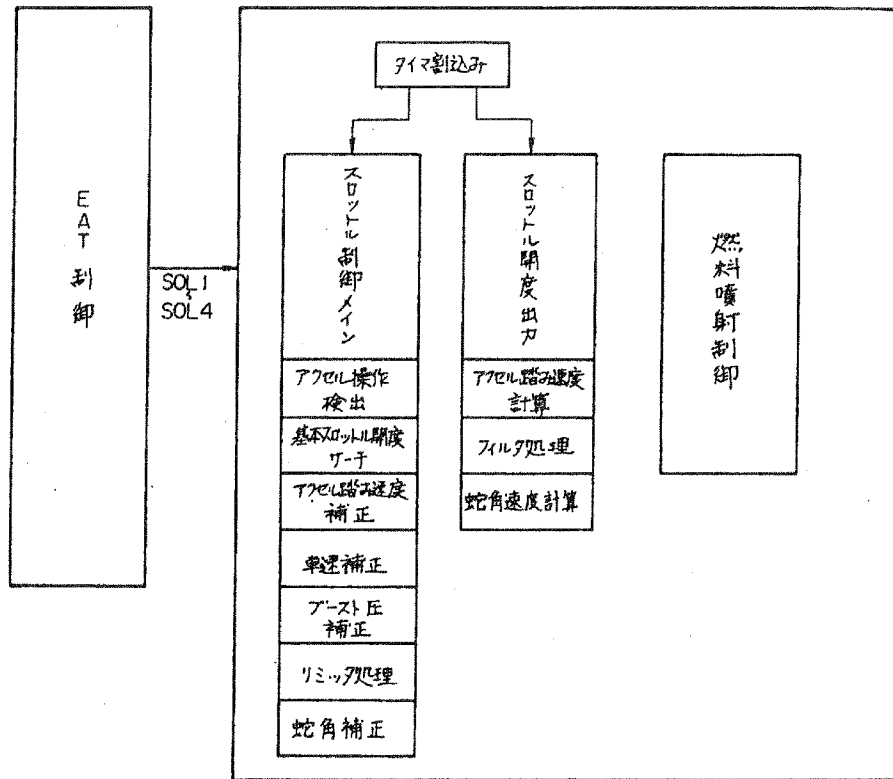 タイマ割込み
EAT制御
SOL1
〜
SOL4
スロットル制御メイン
アクセル操作
検出
基本スロットル開度
サーチ
アクセル踏み速度
補正
車速補正
ブースト圧
補正
リミッタ処理
蛇角補正
スロットル開度出力
アクセル踏み速度
計算
フィルタ処理
蛇角速度計算
燃料噴射制御